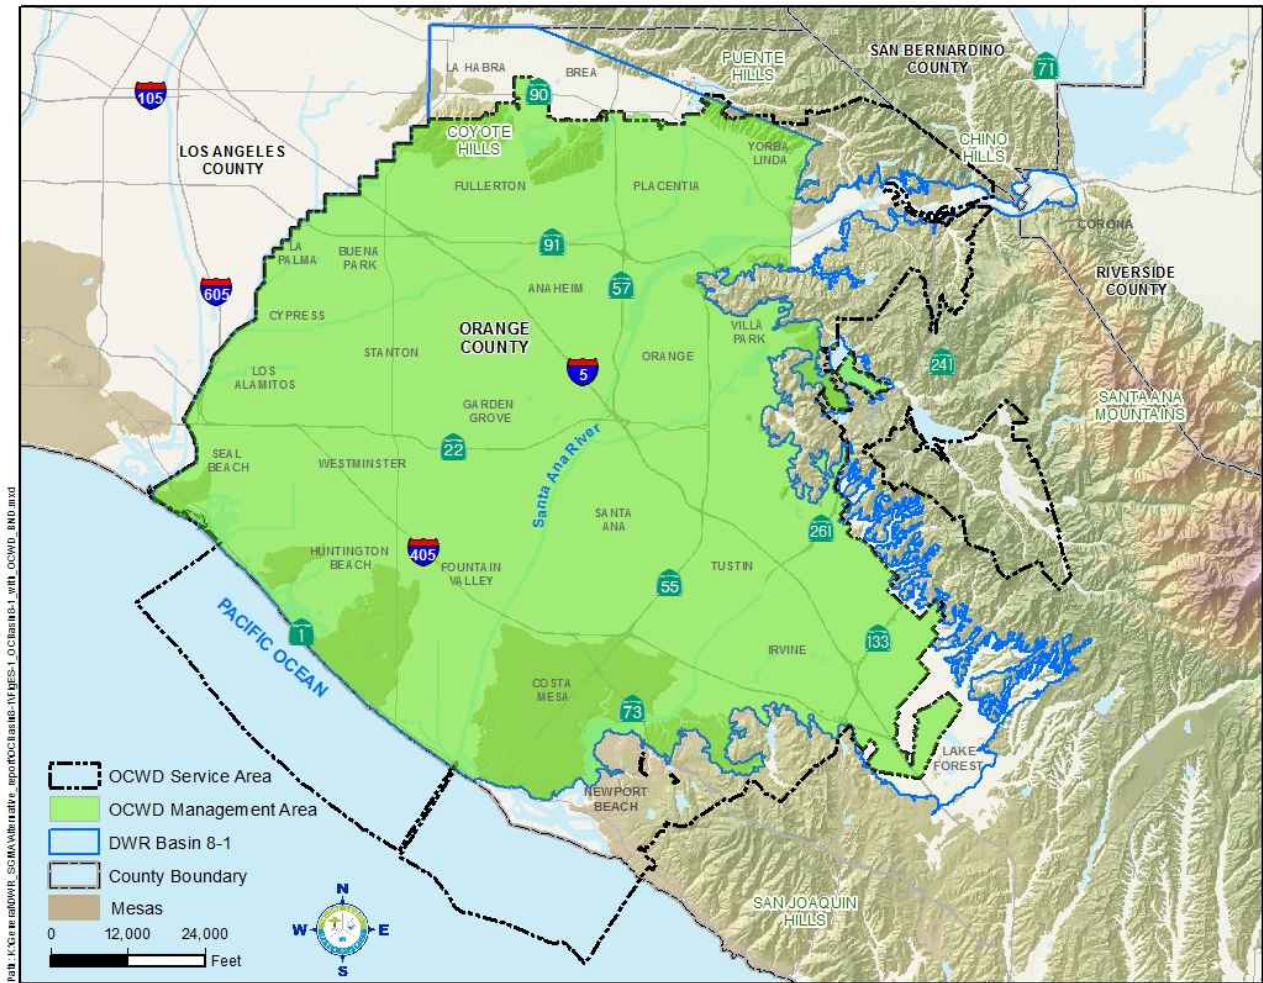 LA HABRA
BREA
90
PUENTE
HILLS
SAN BERNARDINO
COUNTY
71
105
LOS ANGELES
COUNTY
COYOTE
HILLS
CHINO
HILLS
YORBA
LINDA
FULLERTON
PLACENTIA
CORONA
LA
PALMA
BUENA
PARK
91
57
ANAHEIM
RIVERSIDE
COUNTY
605
CYPRESS
STANTON
ORANGE
COUNTY
VILLA
PARK
ORANGE
5
241
LOS
ALAMITOS
GARDEN
GROVE
SANTA ANA
MOUNTAINS
22
Santa Ana River
SEAL
BEACH
WESTMINSTER
SANTA
ANA
261
HUNTINGTON
BEACH
405
FOUNTAIN
VALLEY
TUSTIN
55
PACIFIC OCEAN
1
133
IRVINE
COSTA
MESA
73
LAKE
FOREST
NEWPORT
BEACH
SAN JOAQUIN
HILLS
OCWD Service Area
OCWD Management Area
DWR Basin 8-1
County Boundary
Mesas
0 12,000 24,000
Feet
N
W E
S